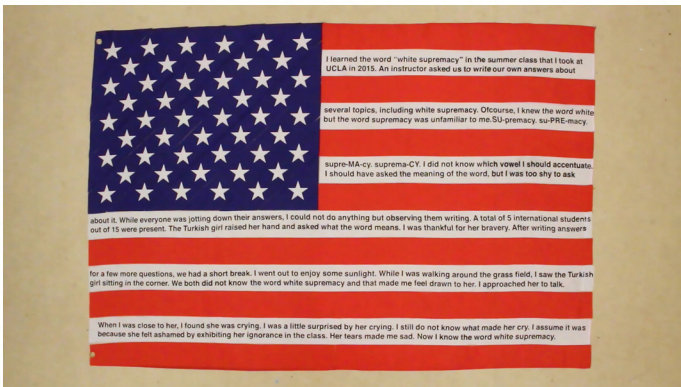 I learned the word "white supremacy" in the summer class that I took at
UCLA in 2015. An instructor asked us to write our own answers about
several topics, including white supremacy. Ofcourse, I knew the word white
but the word supremacy was unfamiliar to me.SU-premacy. su-PRE-macy.
supre-MA-cy. suprema-CY. I did not know which vowel I should accentuate.
I should have asked the meaning of the word, but I was too shy to ask
about it. While everyone was jotting down their answers, I could not do anything but observing them writing. A total of 5 international students
out of 15 were present. The Turkish girl raised her hand and asked what the word means. I was thankful for her bravery. After writing answers
for a few more questions, we had a short break. I went out to enjoy some sunlight. While I was walking around the grass field, I saw the Turkish
girl sitting in the corner. We both did not know the word white supremacy and that made me feel drawn to her. I approached her to talk.
When I was close to her, I found she was crying. I was a little surprised by her crying. I still do not know what made her cry. I assume it was
because she felt ashamed by exhibiting her ignorance in the class. Her tears made me sad. Now I know the word white supremacy.